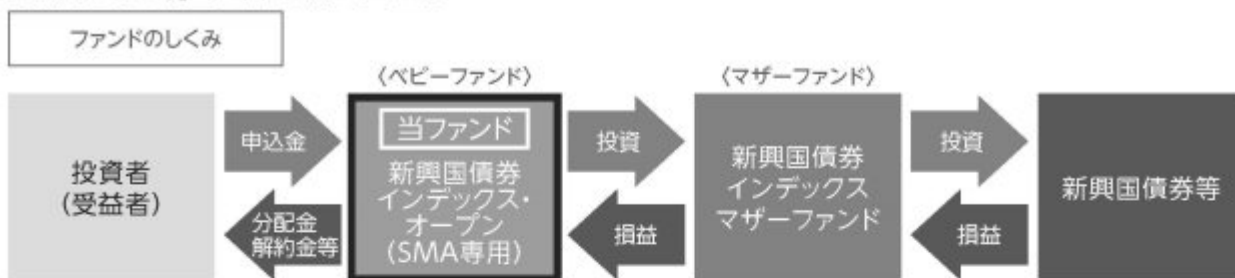 ファンドのしくみ
〈ベビーファンド〉
〈マザーファンド〉
投資者
(受益者)
申込金
分配金
解約金等
当ファンド
新興国債券
インデックス・
オープン
(SMA専用)
投資
損益
新興国債券
インデックス
マザーファンド
投資
損益
新興国債券等